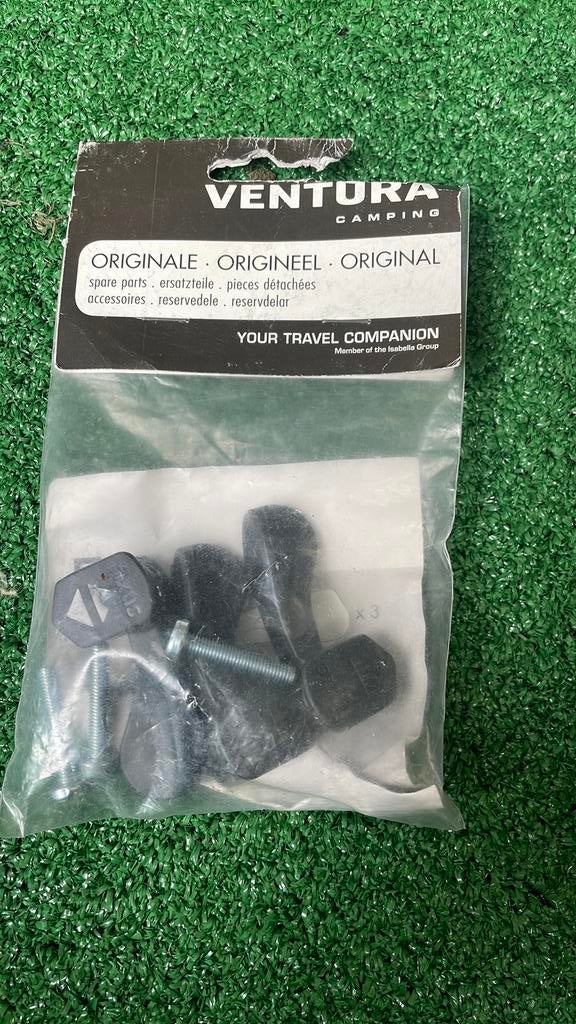 VENTURA
CAMPING
ORIGINALE · ORIGINEEL · ORIGINAL
spare parts . ersatzteile . pieces détachées
accessoires . reservedele . reservdelar
YOUR TRAVEL COMPANION
Member of the Isabella Group
x 3